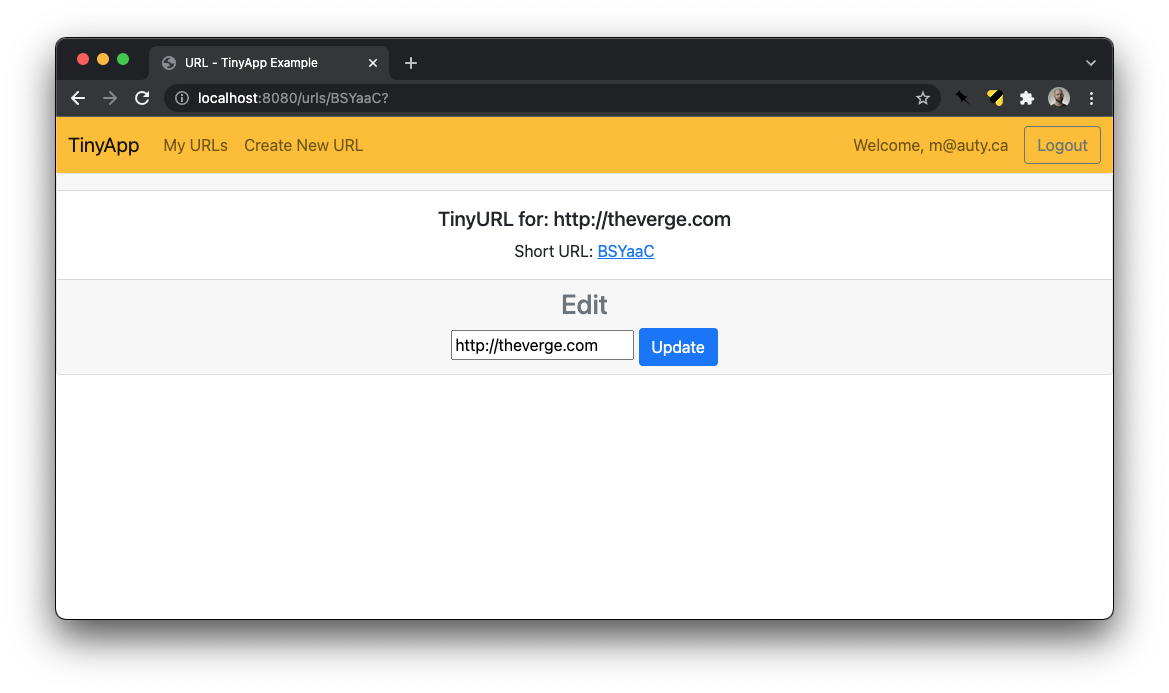 URL - TinyApp Example
localhost:8080/urls/BSYaaC?
TinyApp My URLs Create New URL Welcome, m@auty.ca Logout
TinyURL for: http://theverge.com
Short URL: BSYaaC
Edit
http://theverge.com Update